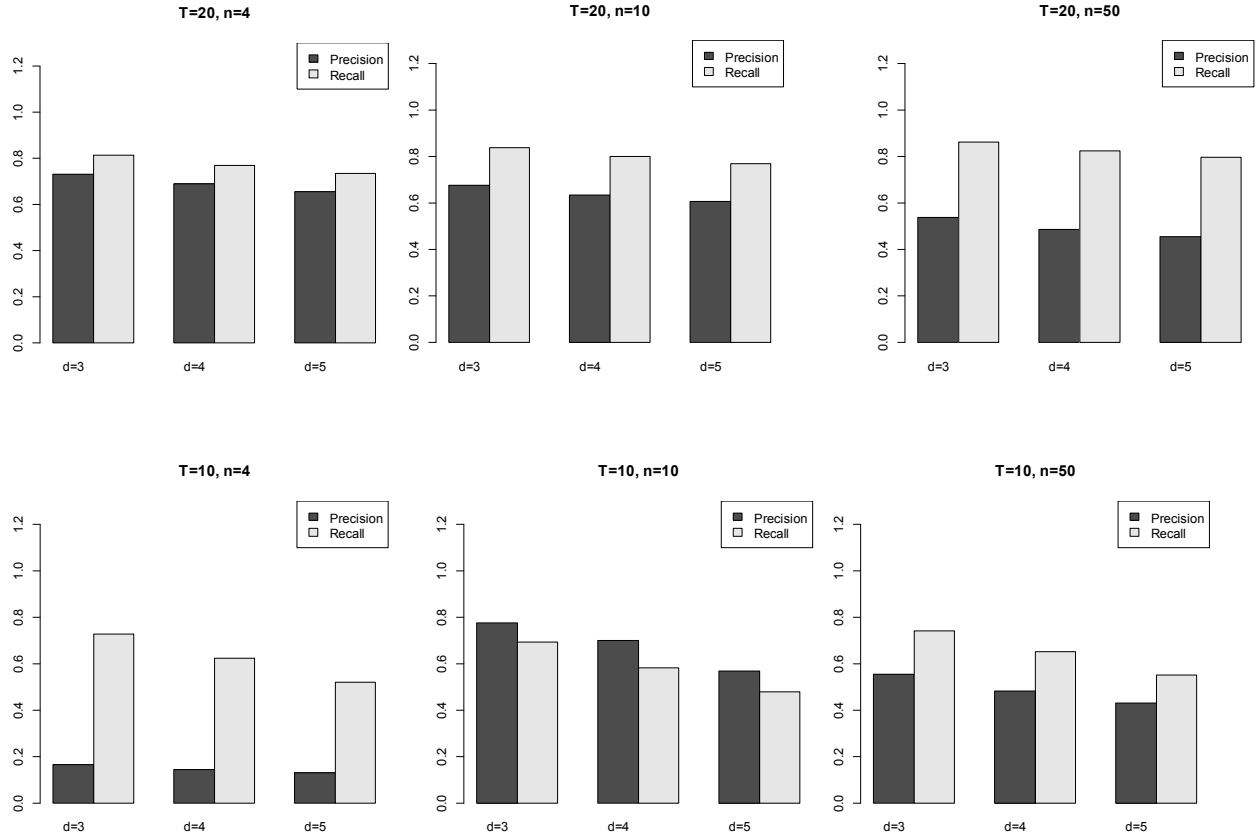 T=20, n=4
Precision
Recall
0.0 0.2 0.4 0.6 0.8 1.0 1.2
d=3 d=4 d=5
T=20, n=10
Precision
Recall
0.0 0.2 0.4 0.6 0.8 1.0 1.2
d=3 d=4 d=5
T=20, n=50
Precision
Recall
0.0 0.2 0.4 0.6 0.8 1.0 1.2
d=3 d=4 d=5
T=10, n=4
Precision
Recall
0.0 0.2 0.4 0.6 0.8 1.0 1.2
d=3 d=4 d=5
T=10, n=10
Precision
Recall
0.0 0.2 0.4 0.6 0.8 1.0 1.2
d=3 d=4 d=5
T=10, n=50
Precision
Recall
0.0 0.2 0.4 0.6 0.8 1.0 1.2
d=3 d=4 d=5